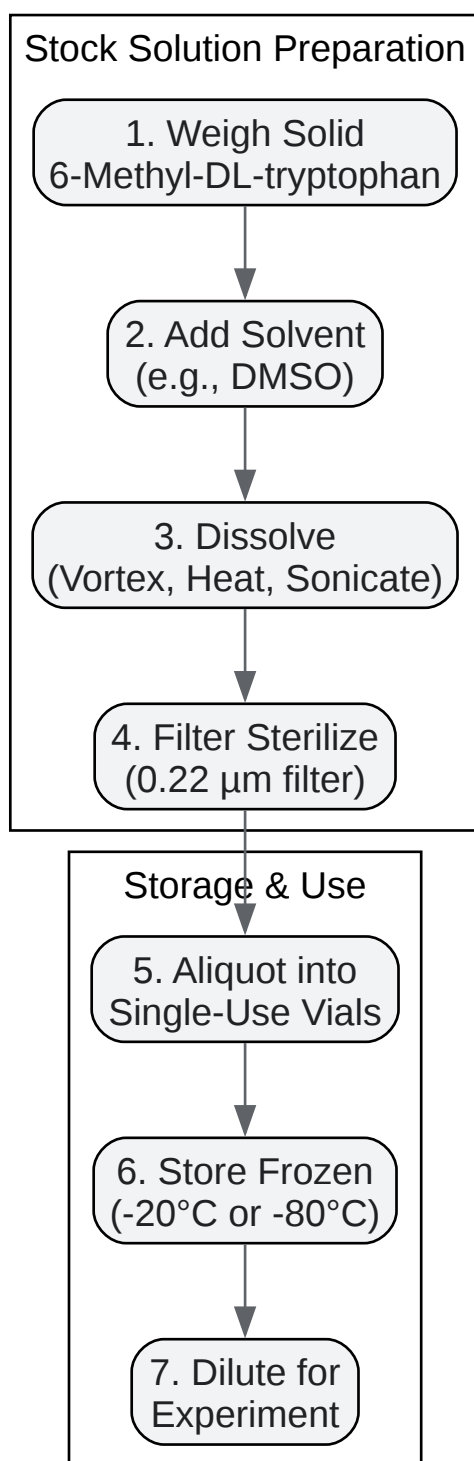 Stock Solution Preparation
1. Weigh Solid
6-Methyl-DL-tryptophan
2. Add Solvent
(e.g., DMSO)
3. Dissolve
(Vortex, Heat, Sonicate)
4. Filter Sterilize
(0.22 µm filter)
Storage & Use
5. Aliquot into
Single-Use Vials
6. Store Frozen
(-20°C or -80°C)
7. Dilute for
Experiment